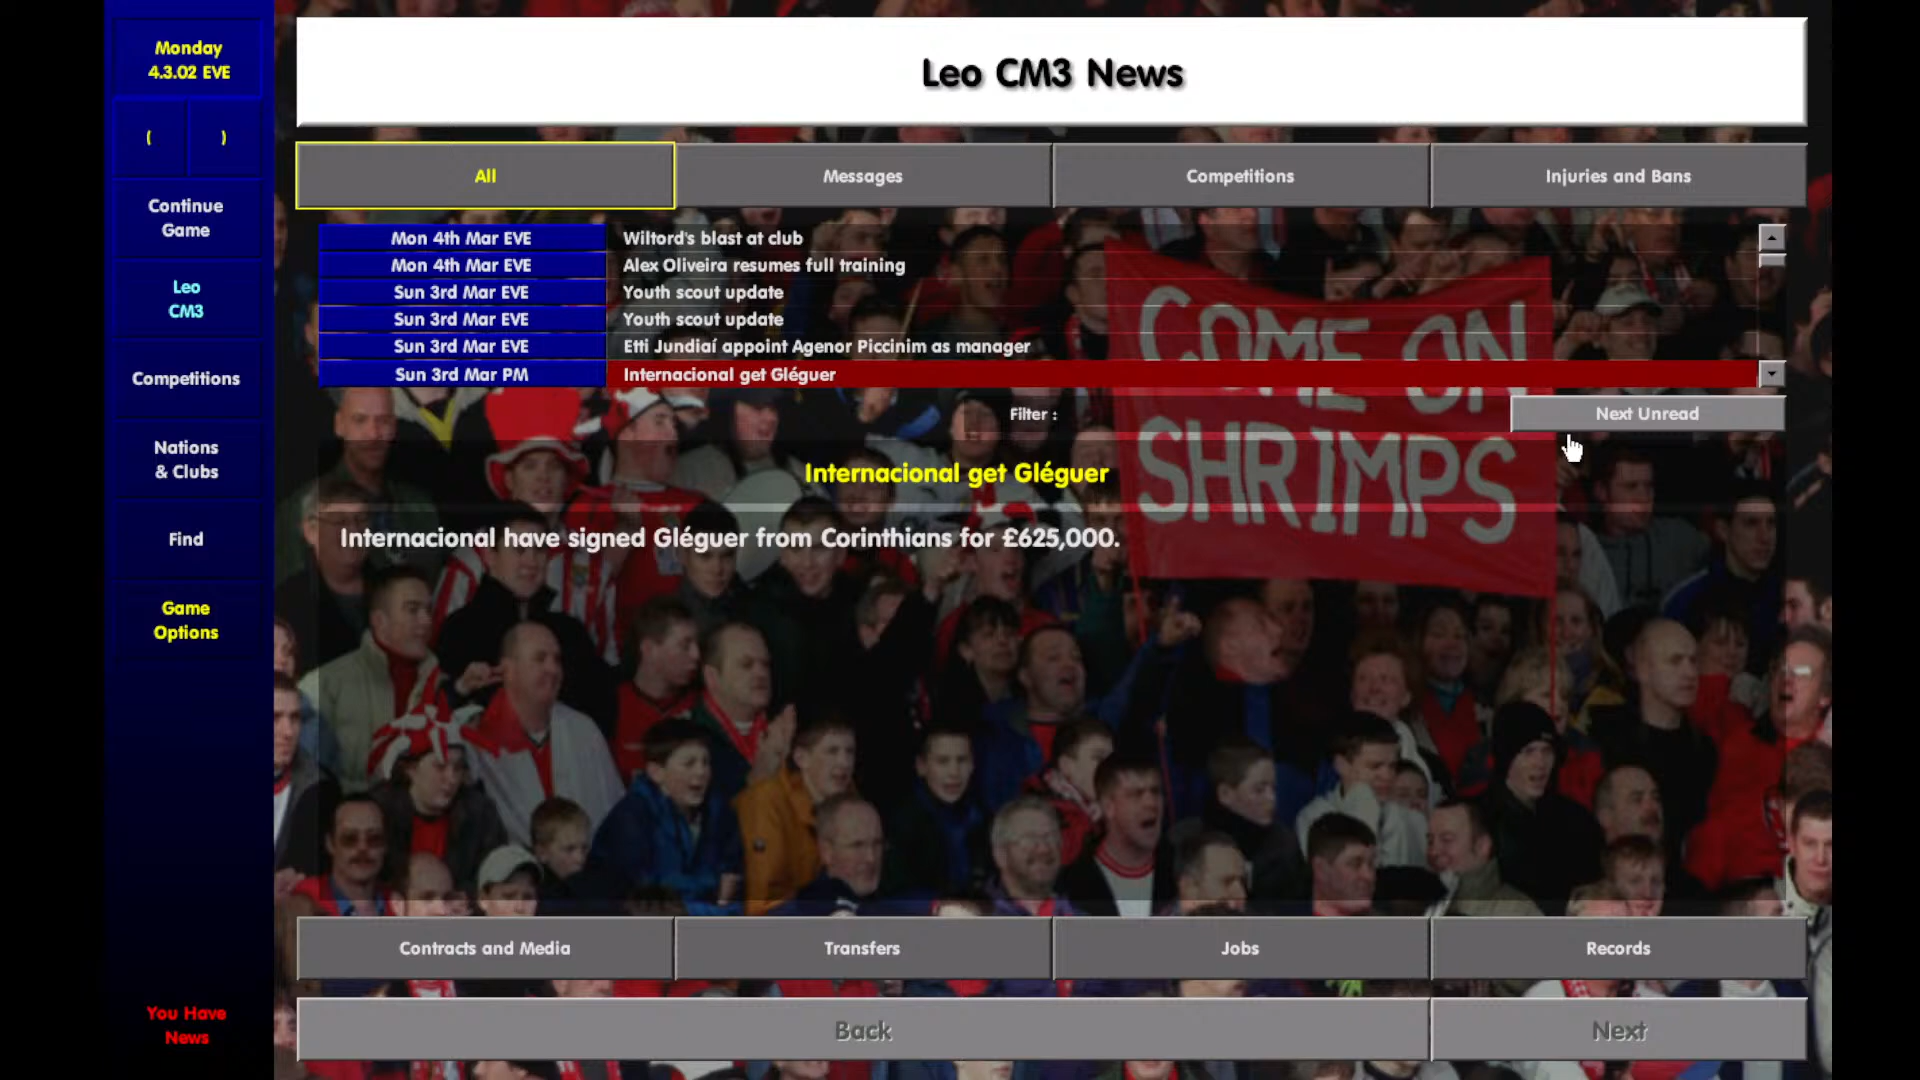 Monday
4.3.02 EVE
( )
Continue
Game
Leo
CM3
Competitions
Nations
& Clubs
Find
Game
Options
You Have
News
Leo CM3 News
All Messages Competitions Injuries and Bans
Mon 4th Mar EVE Wiltord's blast at club
Mon 4th Mar EVE Alex Oliveira resumes full training
Sun 3rd Mar EVE Youth scout update
Sun 3rd Mar EVE Youth scout update
Sun 3rd Mar EVE Etti Jundiaí appoint Agenor Piccinim as manager
Sun 3rd Mar PM Internacional get Gléguer
Filter : Next Unread
Internacional get Gléguer
Internacional have signed Gléguer from Corinthians for £625,000.
COME ON
SHRIMPS
Contracts and Media Transfers Jobs Records
Back Next